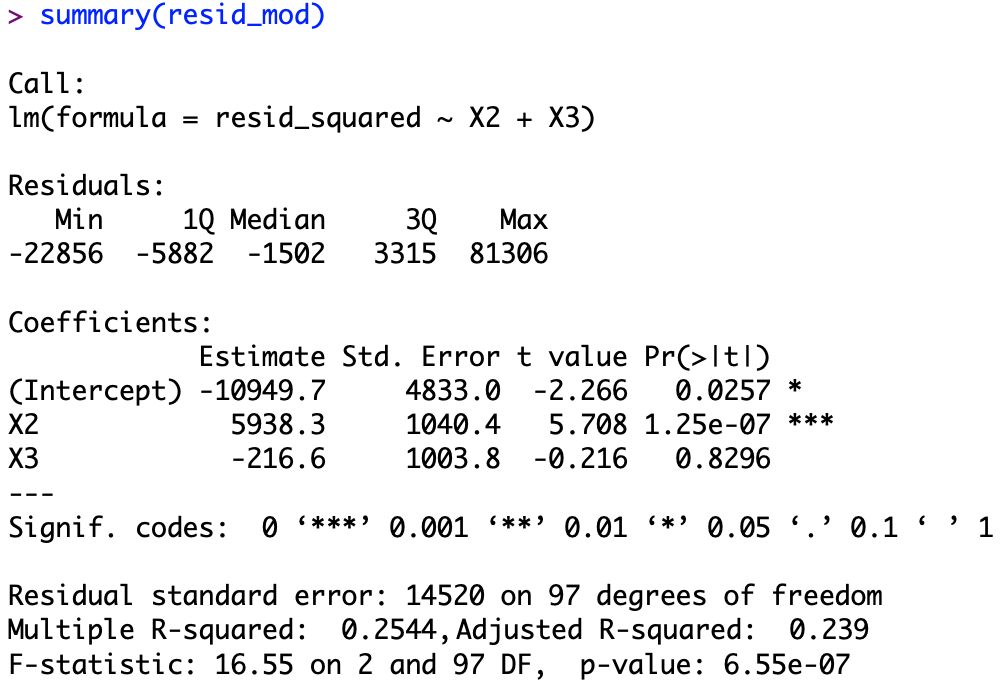 > summary(resid_mod)
Call:
lm(formula = resid_squared ~ X2 + X3)
Residuals:
   Min     1Q Median     3Q    Max
-22856  -5882  -1502   3315  81306
Coefficients:
            Estimate Std. Error t value Pr(>|t|)
(Intercept) -10949.7     4833.0  -2.266   0.0257 *
X2            5938.3     1040.4   5.708 1.25e-07 ***
X3            -216.6     1003.8  -0.216   0.8296
---
Signif. codes:  0 ‘***’ 0.001 ‘**’ 0.01 ‘*’ 0.05 ‘.’ 0.1 ‘ ’ 1
Residual standard error: 14520 on 97 degrees of freedom
Multiple R-squared:  0.2544,Adjusted R-squared:  0.239
F-statistic: 16.55 on 2 and 97 DF,  p-value: 6.55e-07